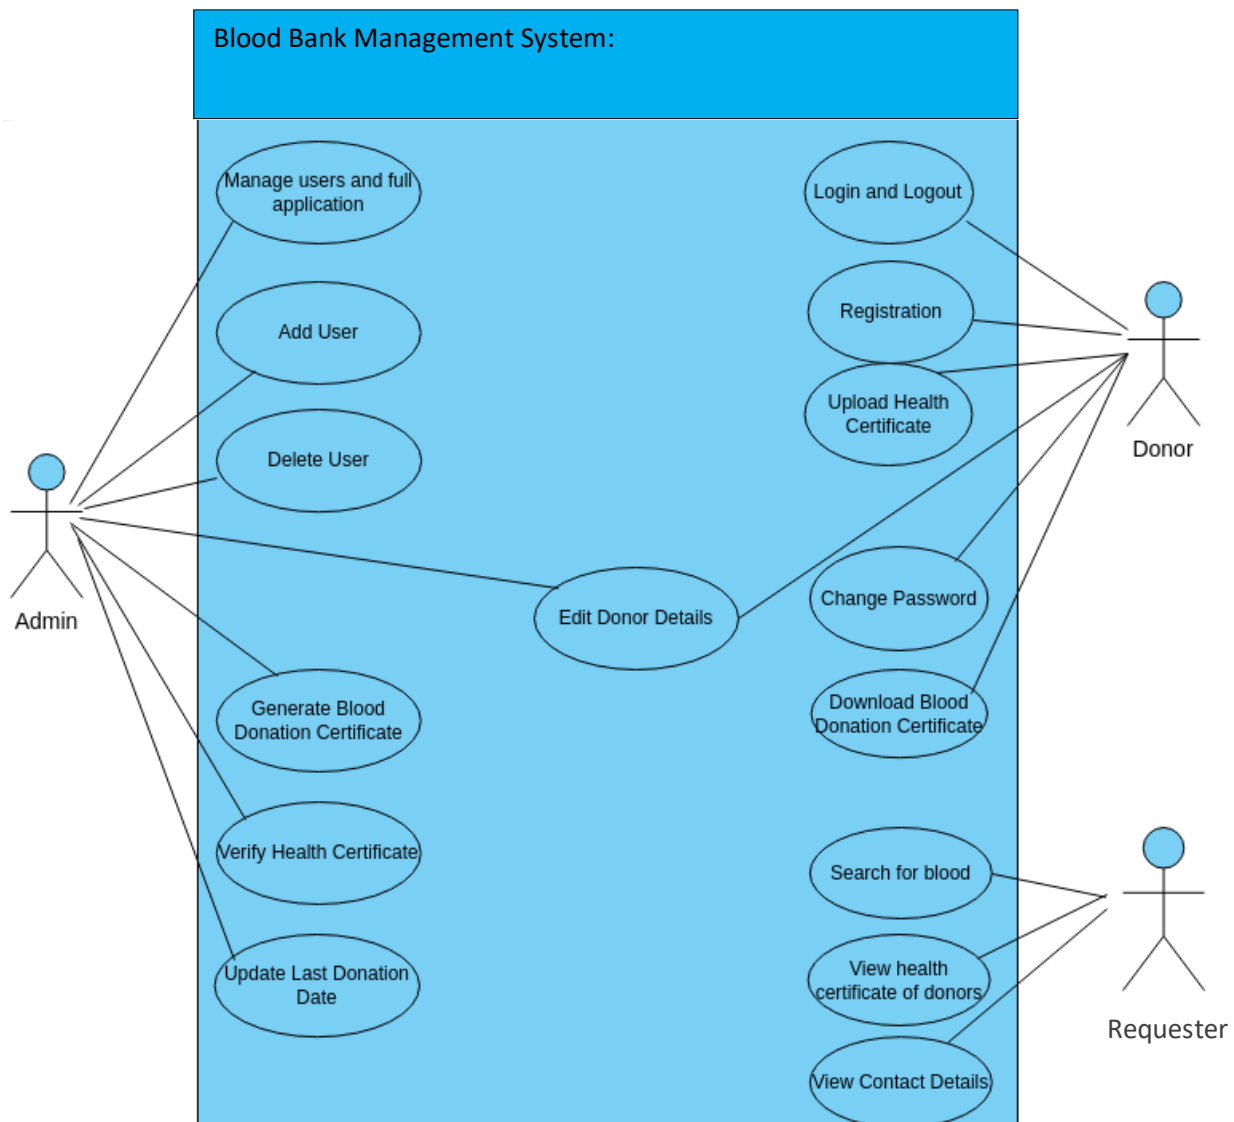 Blood Bank Management System:
Manage users and full
application
Login and Logout
Add User
Registration
Upload Health
Certificate
Delete User
Donor
Admin
Edit Donor Details
Change Password
Generate Blood
Donation Certificate
Download Blood
Donation Certificate
Verify Health Certificate
Search for blood
Update Last Donation
Date
View health
certificate of donors
Requester
View Contact Details